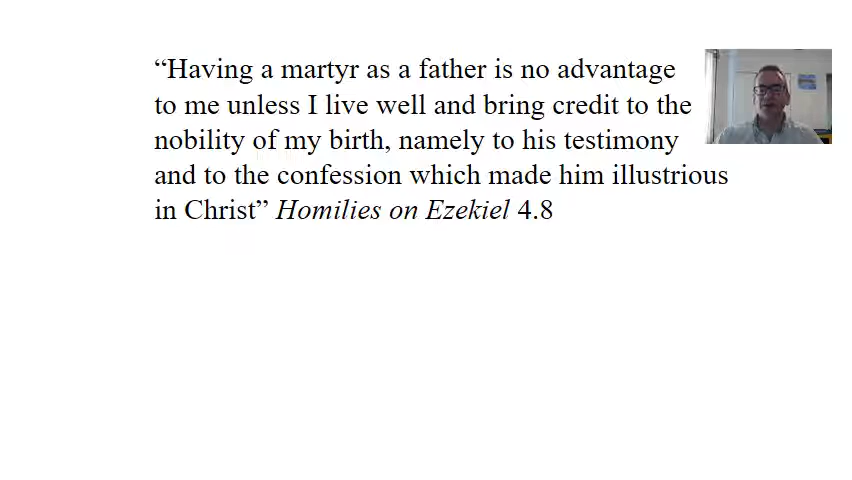 “Having a martyr as a father is no advantage
to me unless I live well and bring credit to the
nobility of my birth, namely to his testimony
and to the confession which made him illustrious
in Christ” Homilies on Ezekiel 4.8